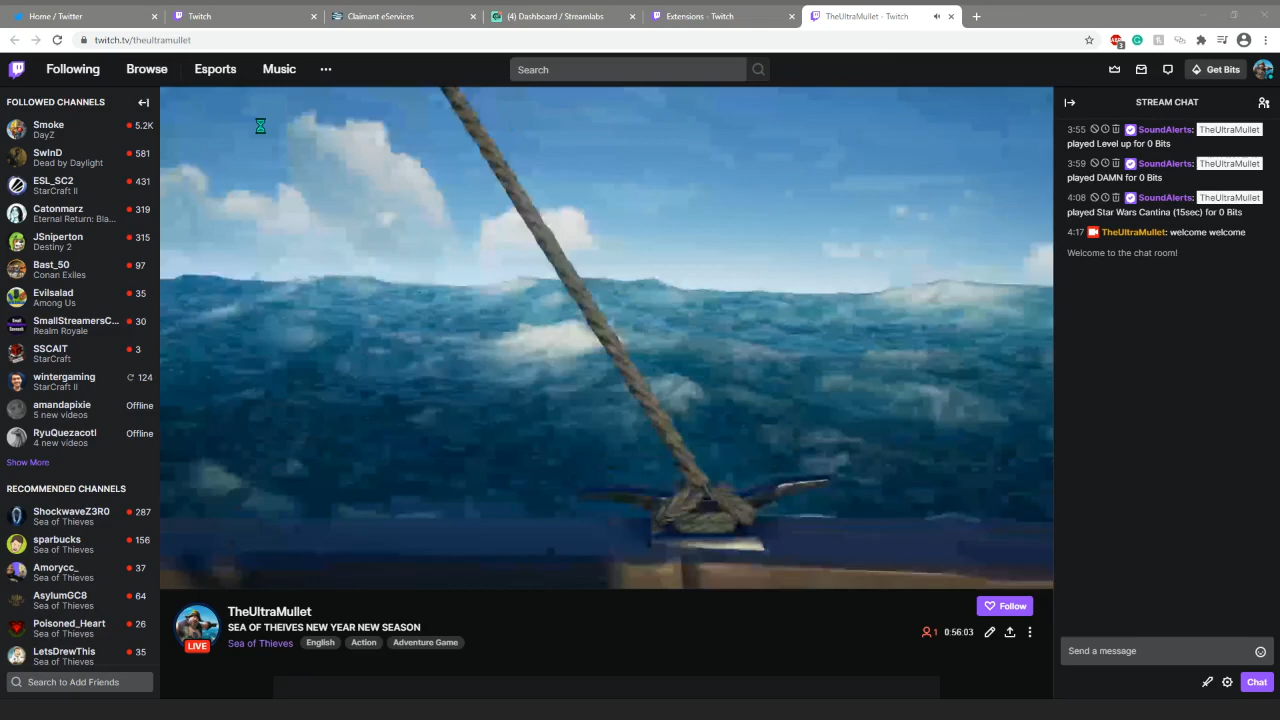 Home / Twitter
Twitch
Claimant eServices
(4) Dashboard / Streamlabs
Extensions - Twitch
TheUltraMullet - Twitch
twitch.tv/theultramullet
Following
Browse
Esports
Music
Search
Get Bits
FOLLOWED CHANNELS
Smoke 5.2K
DayZ
SwInD 581
Dead by Daylight
ESL_SC2 431
StarCraft II
Catonmarz 319
Eternal Return: Bla...
JSniperton 315
Destiny 2
Bast_50 97
Conan Exiles
Evilsalad 35
Among Us
SmallStreamersC... 30
Realm Royale
SSCAIT 3
StarCraft
wintergaming 124
StarCraft II
amandapixie Offline
5 new videos
RyuQuezacotl Offline
4 new videos
Show More
RECOMMENDED CHANNELS
ShockwaveZ3R0 287
Sea of Thieves
sparbucks 156
Sea of Thieves
Amorycc_ 37
Sea of Thieves
AsylumGC8 64
Sea of Thieves
Poisoned_Heart 26
Sea of Thieves
LetsDrewThis 35
Sea of Thieves
Search to Add Friends
TheUltraMullet
LIVE
SEA OF THEIVES NEW YEAR NEW SEASON
Sea of Thieves English Action Adventure Game
Follow
1 0:56:03
STREAM CHAT
3:55 SoundAlerts: TheUltraMullet
played Level up for 0 Bits
3:59 SoundAlerts: TheUltraMullet
played DAMN for 0 Bits
4:08 SoundAlerts: TheUltraMullet
played Star Wars Cantina (15sec) for 0 Bits
4:17 TheUltraMullet: welcome welcome
Welcome to the chat room!
Send a message
Chat